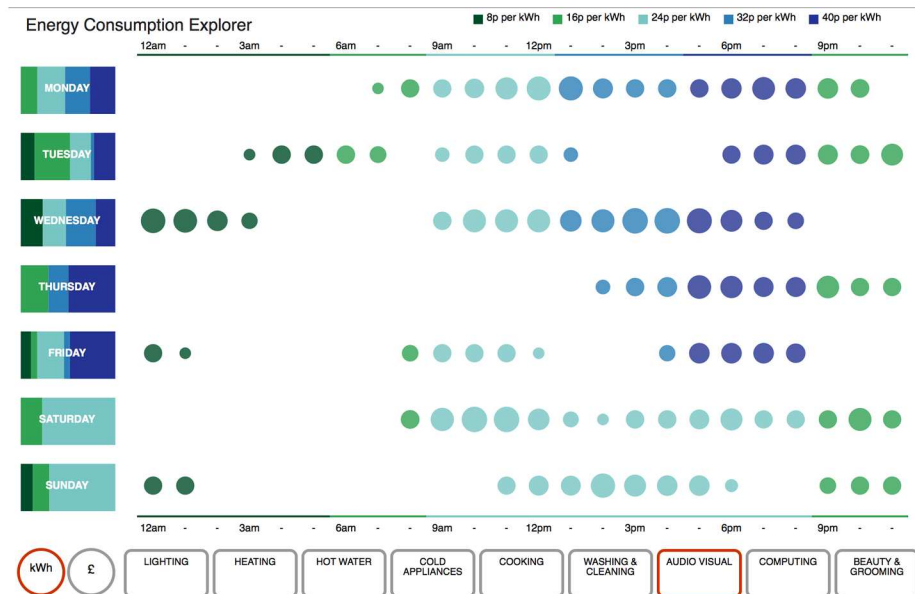 Energy Consumption Explorer
8p per kWh 16p per kWh 24p per kWh 32p per kWh 40p per kWh
12am - - 3am - - 6am - - 9am - - 12pm - - 3pm - - 6pm - - 9pm - -
MONDAY
TUESDAY
WEDNESDAY
THURSDAY
FRIDAY
SATURDAY
SUNDAY
12am - - 3am - - 6am - - 9am - - 12pm - - 3pm - - 6pm - - 9pm - -
kWh
£
LIGHTING
HEATING
HOT WATER
COLD
APPLIANCES
COOKING
WASHING &
CLEANING
AUDIO VISUAL
COMPUTING
BEAUTY &
GROOMING